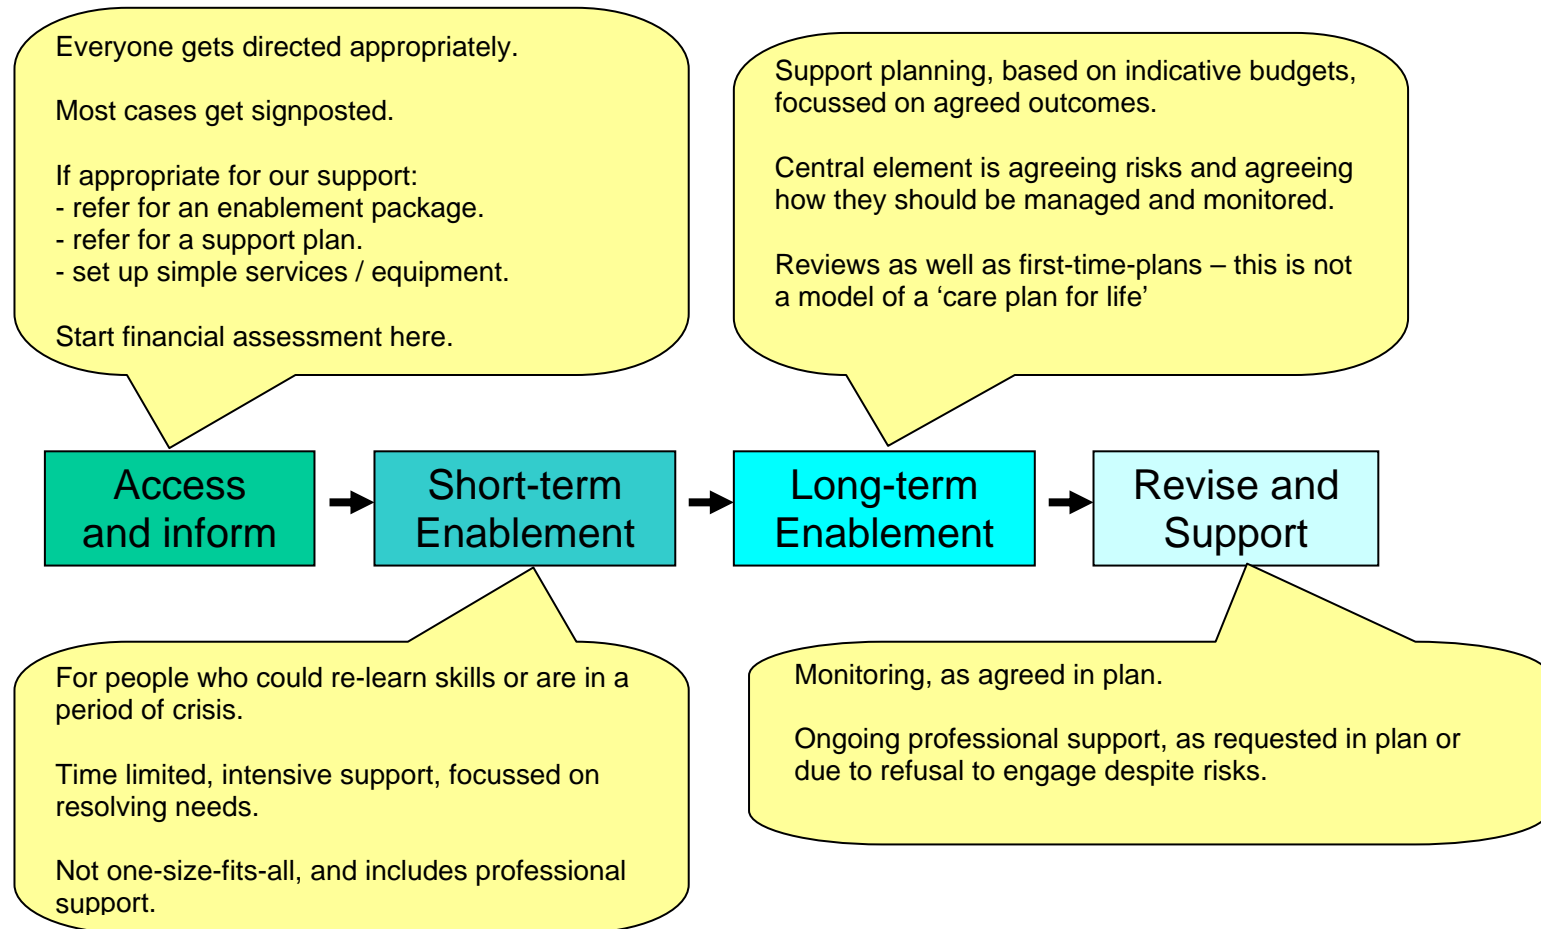 Everyone gets directed appropriately.
Most cases get signposted.
If appropriate for our support:
- refer for an enablement package.
- refer for a support plan.
- set up simple services / equipment.
Start financial assessment here.
Support planning, based on indicative budgets,
focussed on agreed outcomes.
Central element is agreeing risks and agreeing
how they should be managed and monitored.
Reviews as well as first-time-plans – this is not
a model of a ‘care plan for life’
Access
and inform
Short-term
Enablement
Long-term
Enablement
Revise and
Support
For people who could re-learn skills or are in a
period of crisis.
Time limited, intensive support, focussed on
resolving needs.
Not one-size-fits-all, and includes professional
support.
Monitoring, as agreed in plan.
Ongoing professional support, as requested in plan or
due to refusal to engage despite risks.